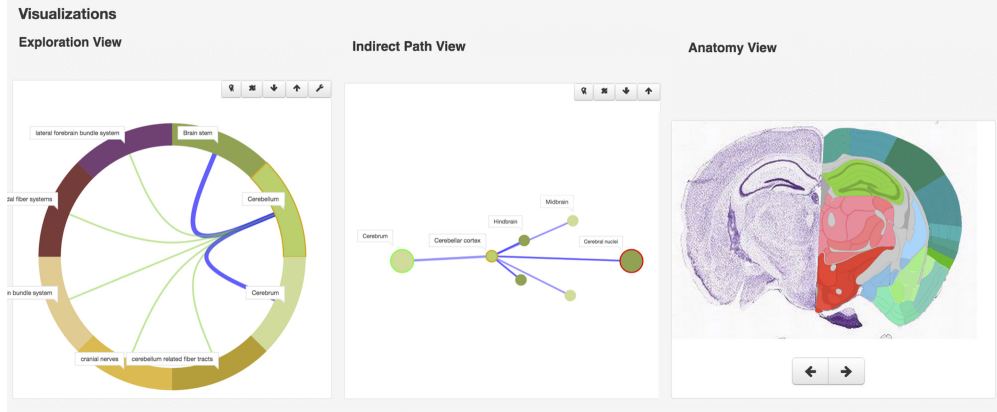 Visualizations
Exploration View
Indirect Path View
Anatomy View
lateral forebrain bundle system
Brain stem
dal fiber systems
Cerebellum
m bundle system
Cerebrum
cranial nerves
cerebellum related fiber tracts
Midbrain
Hindbrain
Cerebrum
Cerebellar cortex
Cerebral nuclei